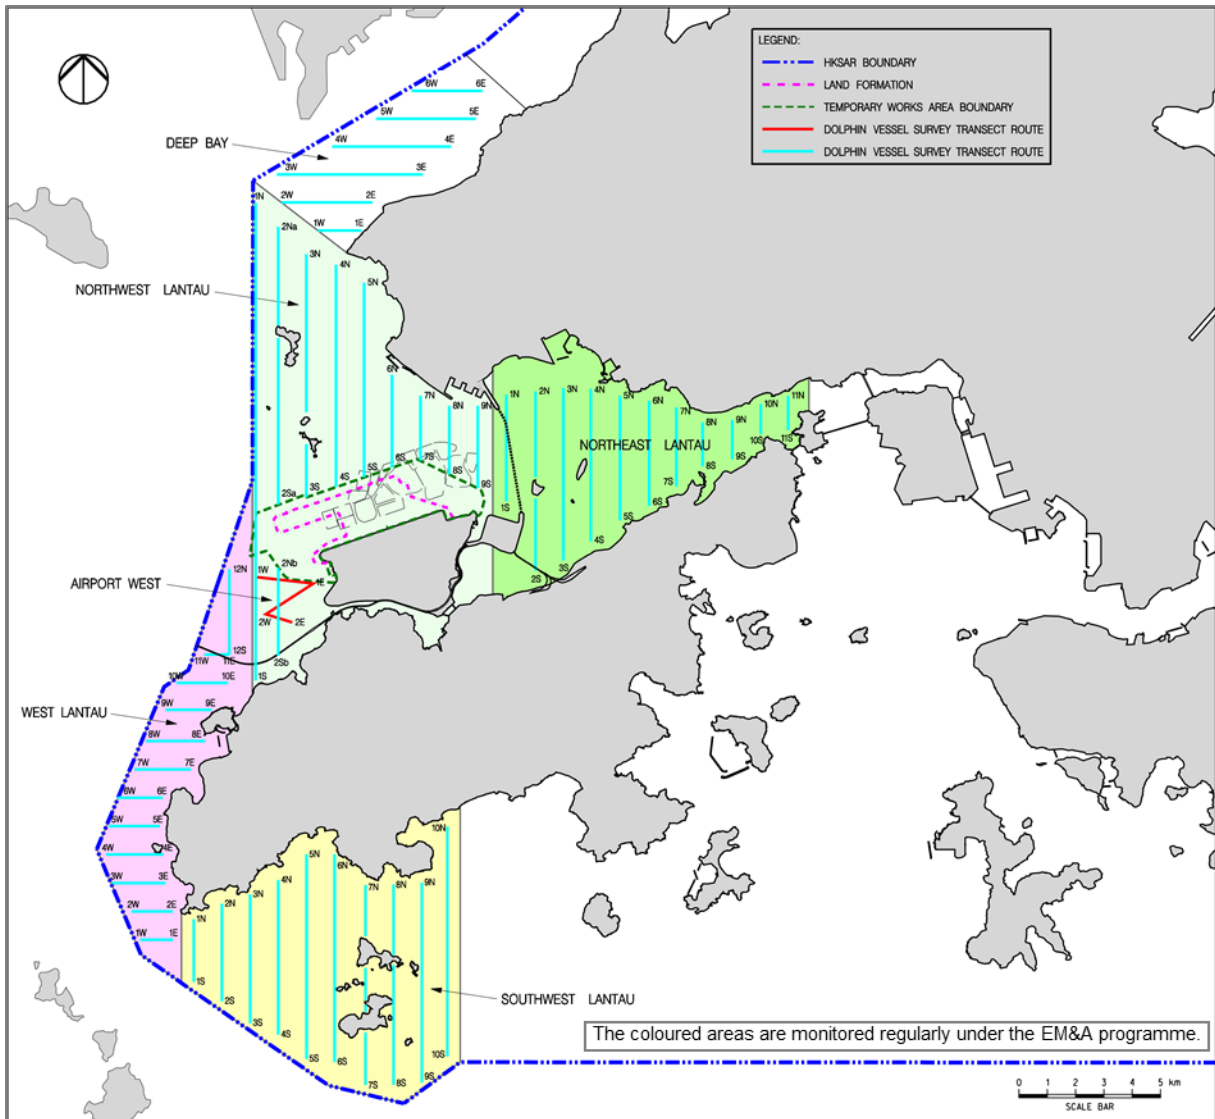 LEGEND:
HKSAR BOUNDARY
LAND FORMATION
TEMPORARY WORKS AREA BOUNDARY
DOLPHIN VESSEL SURVEY TRANSECT ROUTE
DOLPHIN VESSEL SURVEY TRANSECT ROUTE
6W 6E
5W 5E
DEEP BAY
4W 4E
3W 3E
1N 2W 2E
2Na 1W 1E
3N 4N
5N
NORTHWEST LANTAU
6N
7N 8N 9N
1N 2N 3N 4N 5N 6N 7N 8N 9N 10N 11N
NORTHEAST LANTAU
2Sa 3S 4S 5S 6S 7S 8S 9S
1S 2S 3S 4S 5S 6S 7S 8S 9S 10S 11S
12N 1W 2Nb 1E
AIRPORT WEST
2W 2E
12S
11W 11E 2Sb
10W 10E 1S
9W 9E
WEST LANTAU
8W 8E
7W 7E
6W 6E
5W 5E
4W 4E
3W 3E
2W 2E
1W 1E
1N 2N 3N 4N 5N 6N 7N 8N 9N 10N
1S 2S 3S 4S 5S 6S 7S 8S 9S 10S
SOUTHWEST LANTAU
The coloured areas are monitored regularly under the EM&A programme.
0 1 2 3 4 5 km
SCALE BAR